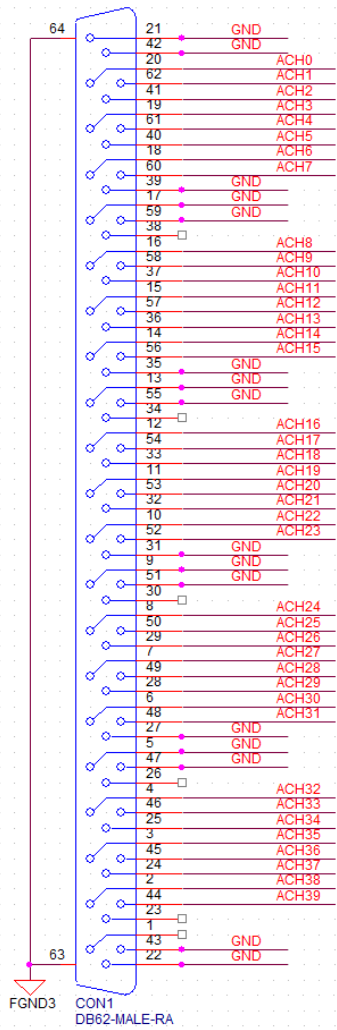 64
21 GND
42 GND
20 ACH0
62 ACH1
41 ACH2
19 ACH3
61 ACH4
40 ACH5
18 ACH6
60 ACH7
39 GND
17 GND
59 GND
38
16 ACH8
58 ACH9
37 ACH10
15 ACH11
57 ACH12
36 ACH13
14 ACH14
56 ACH15
35 GND
13 GND
55 GND
34
12 ACH16
54 ACH17
33 ACH18
11 ACH19
53 ACH20
32 ACH21
10 ACH22
52 ACH23
31 GND
9 GND
51 GND
30
8 ACH24
50 ACH25
29 ACH26
7 ACH27
49 ACH28
28 ACH29
6 ACH30
48 ACH31
27 GND
5 GND
47 GND
26
4 ACH32
46 ACH33
25 ACH34
3 ACH35
45 ACH36
24 ACH37
2 ACH38
44 ACH39
23
1
43 GND
63 22 GND
FGND3 CON1
DB62-MALE-RA